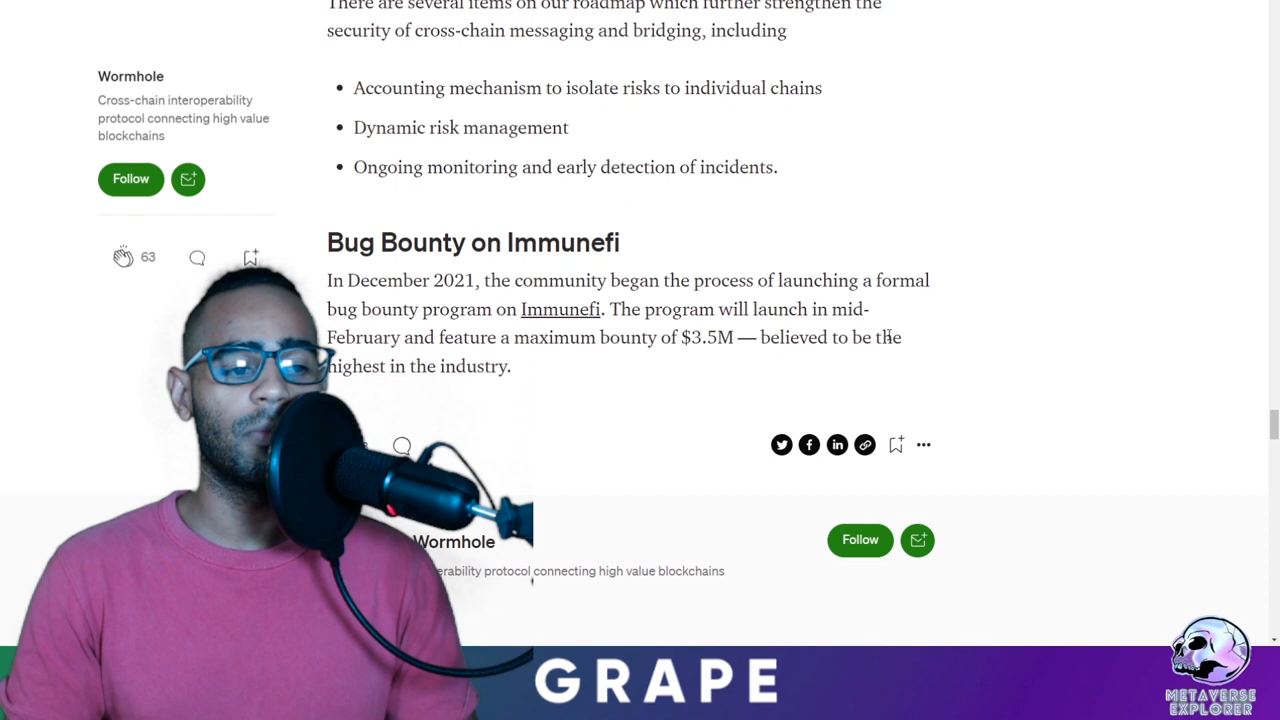 There are several items on our roadmap which further strengthen the
security of cross-chain messaging and bridging, including
Wormhole
Cross-chain interoperability
protocol connecting high value
blockchains
Follow
63
Accounting mechanism to isolate risks to individual chains
Dynamic risk management
Ongoing monitoring and early detection of incidents.
Bug Bounty on Immunefi
In December 2021, the community began the process of launching a formal
bug bounty program on Immunefi. The program will launch in mid-
February and feature a maximum bounty of $3.5M — believed to be the
highest in the industry.
Wormhole
protocol connecting high value blockchains
Follow
GRAPE
METAVERSE
EXPLORER